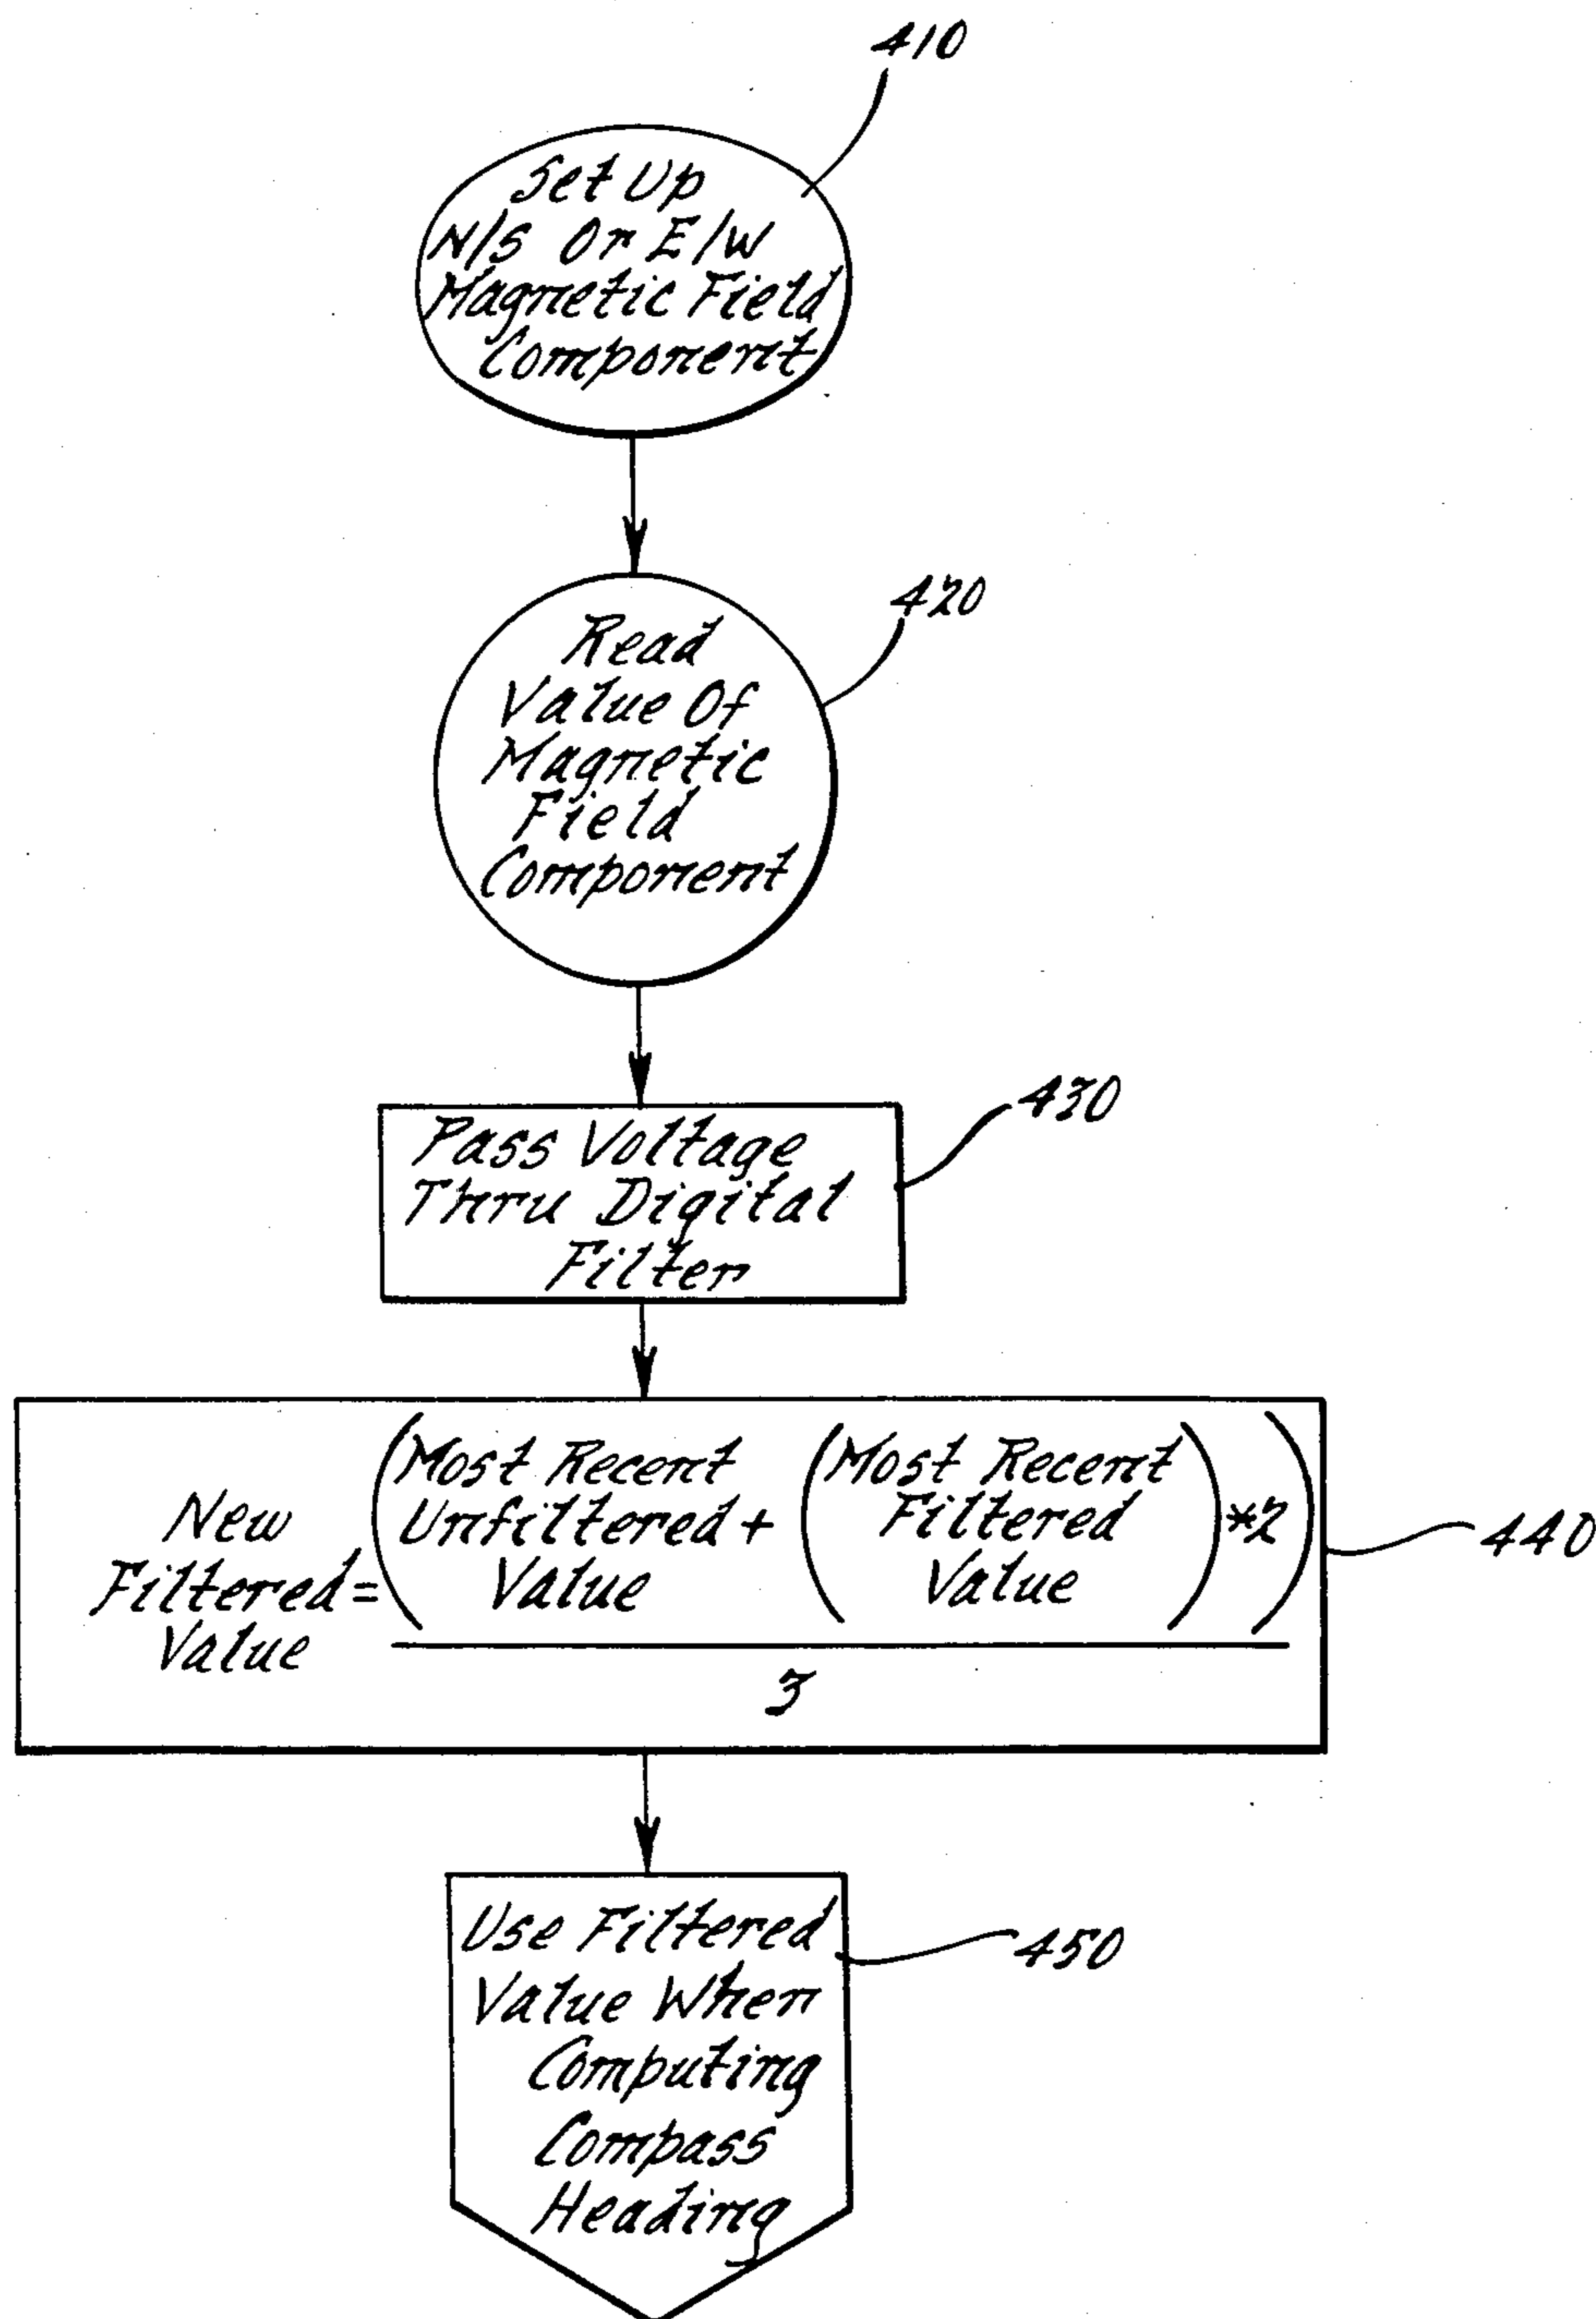 410
Set Up
N/S Or E/W
Magnetic Field
Component
420
Read
Value Of
Magnetic
Field
Component
430
Pass Voltage
Thru Digital
Filter
New
Filtered=
Value
(Most Recent
Unfiltered+
Value
(Most Recent
Filtered
Value)
*2)
3
440
Use Filtered
Value When
Computing
Compass
Heading
450